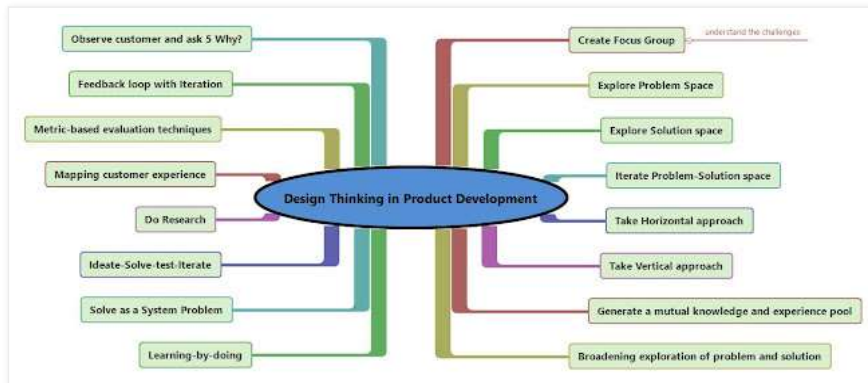 Observe customer and ask 5 Why?
Feedback loop with Iteration
Metric-based evaluation techniques
Mapping customer experience
Do Research
Ideate-Solve-test-Iterate
Solve as a System Problem
Learning-by-doing
Design Thinking in Product Development
Create Focus Group
understand the challenges
Explore Problem Space
Explore Solution space
Iterate Problem-Solution space
Take Horizontal approach
Take Vertical approach
Generate a mutual knowledge and experience pool
Broadening exploration of problem and solution